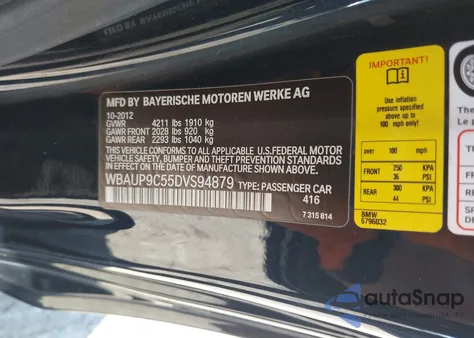 MFD BY BAYERISCHE MOTOREN WERKE AG
10-2012
GVWR 4211 lbs 1910 kg
GAWR FRONT 2028 lbs 920 kg
GAWR REAR 2293 lbs 1040 kg
THIS VEHICLE CONFORMS TO ALL APPLICABLE U.S.FEDERAL MOTOR
VEHICLE SAFETY, BUMPER, AND THEFT PREVENTION STANDARDS
IN EFFECT ON THE DATE OF MANUFACTURE SHOWN ABOVE.
WBAUP9C55DVS94879 TYPE: PASSENGER CAR
416
7 315 814
IMPORTANT!
Use inflation
pressure specified
above up to
100 mph only!
over 100 mph
FRONT 250 KPA
36 PSI
REAR 300 KPA
44 PSI
BMW
6796032
This
Le p
autoSnap